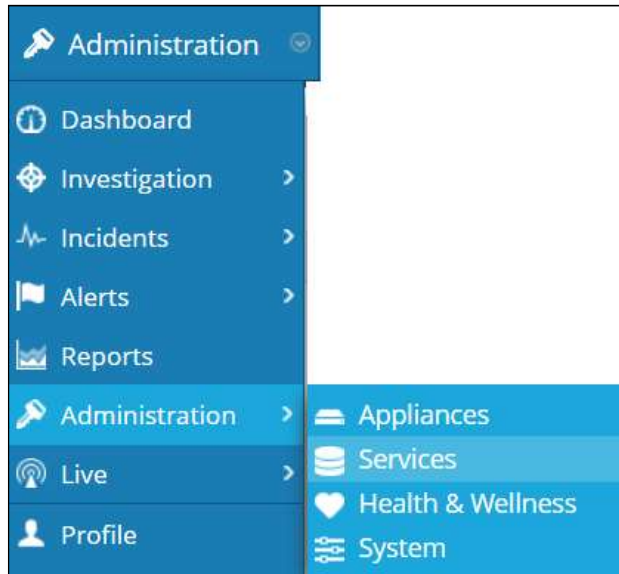 Administration
Dashboard
Investigation
Incidents
Alerts
Reports
Administration
Appliances
Services
Health & Wellness
System
Live
Profile